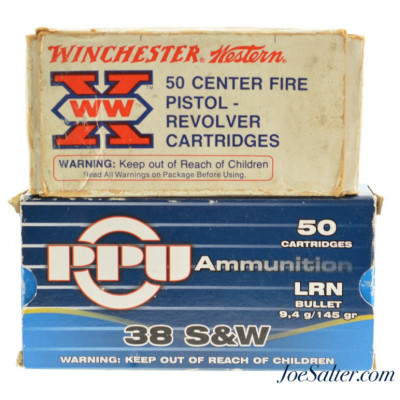 WINCHESTER Western
X
WW
™
50 CENTER FIRE
PISTOL -
REVOLVER
CARTRIDGES
WARNING: Keep out of Reach of Children
Read All Warnings on Package Before Using.
PPU
Ammunition
50
CARTRIDGES
LRN
BULLET
9,4 g/145 gr
38 S&W
WARNING: KEEP OUT OF REACH OF CHILDREN
JoeSalter.com